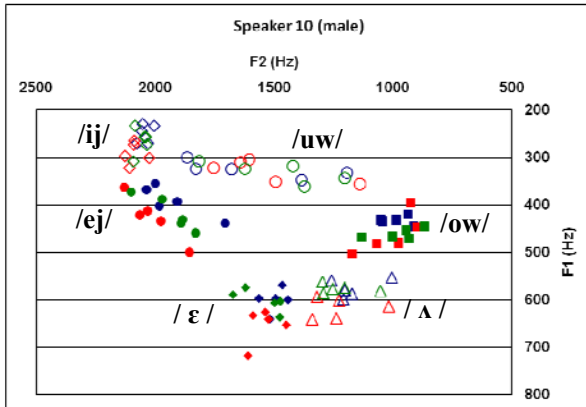 Speaker 10 (male)
F2 (Hz)
2500 2000 1500 1000 500
200
/ij/ /uw/
300
400
/ej/ /ow/
500
F1 (Hz)
600
/ ε / / Λ /
700
800